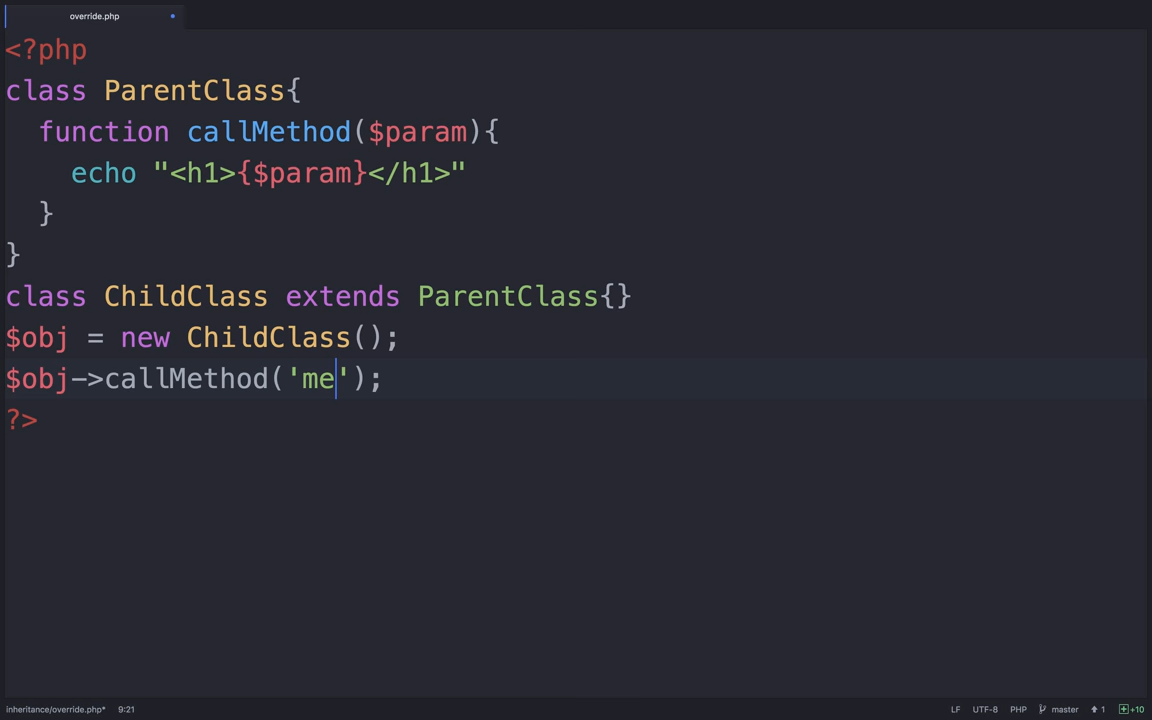 override.php
<?php
class ParentClass{
  function callMethod($param){
    echo "<h1>{$param}</h1>"
  }
}
class ChildClass extends ParentClass{}
$obj = new ChildClass();
$obj->callMethod('me');
?>
inheritance/override.php* 9:21 LF UTF-8 PHP master 1 +10